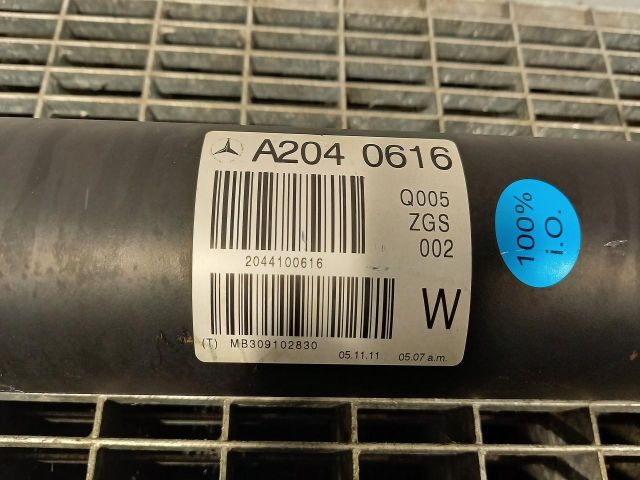 A204 0616
Q005
ZGS
002
2044100616
W
(T) MB309102830
05.11.11 05.07 a.m.
100%
i.O.